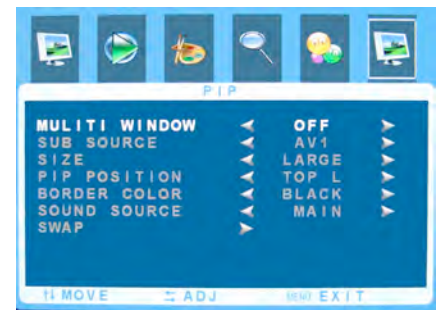 PIP
MULITI WINDOW OFF
SUB SOURCE AV1
SIZE LARGE
PIP POSITION TOP L
BORDER COLOR BLACK
SOUND SOURCE MAIN
SWAP
MOVE ADJ MENU EXIT